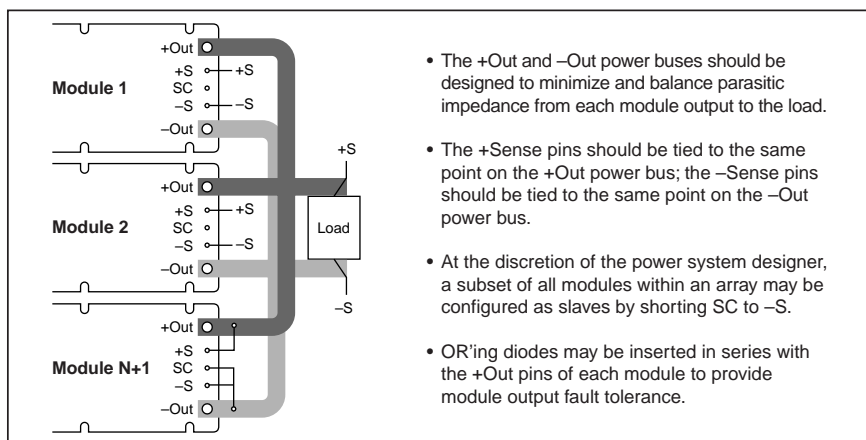 +Out
+S
+S
Module 1
SC
–S
–S
–Out
+Out
+S
+S
+S
Module 2
SC
Load
–S
–S
–Out
–S
+Out
+S
Module N+1
SC
–S
–Out
• The +Out and –Out power buses should be
designed to minimize and balance parasitic
impedance from each module output to the load.
• The +Sense pins should be tied to the same
point on the +Out power bus; the –Sense pins
should be tied to the same point on the –Out
power bus.
• At the discretion of the power system designer,
a subset of all modules within an array may be
configured as slaves by shorting SC to –S.
• OR'ing diodes may be inserted in series with
the +Out pins of each module to provide
module output fault tolerance.